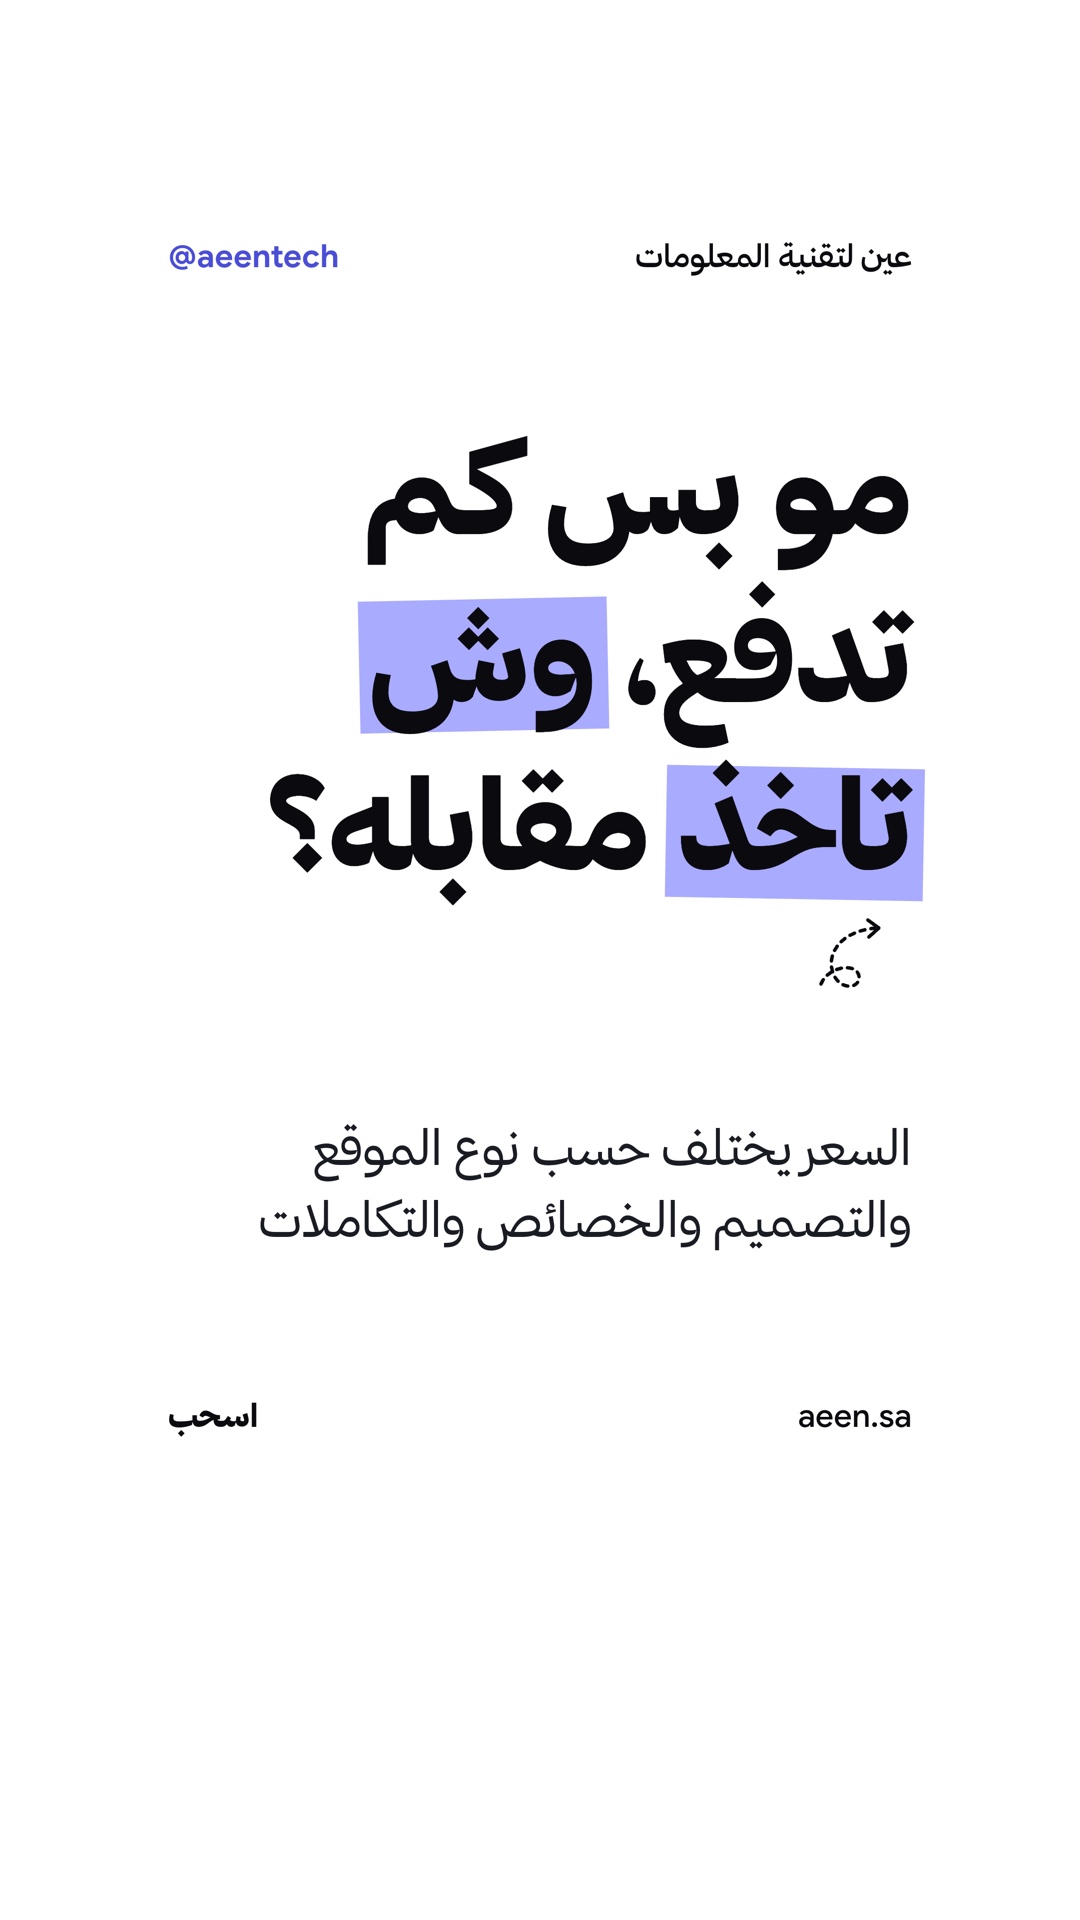 عين لتقنية المعلومات
@aeentech
مو بس كم
تدفع، وش
تاخذ مقابله؟
السعر يختلف حسب نوع الموقع
والتصميم والخصائص والتكاملات
aeen.sa
اسحب